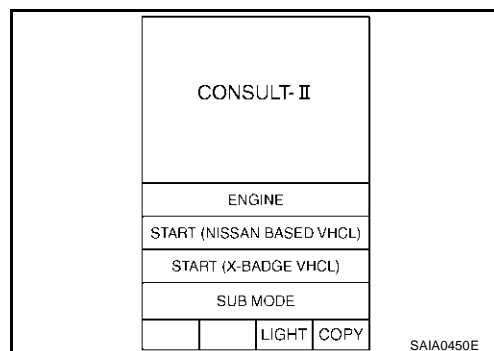 CONSULT-II
ENGINE
START (NISSAN BASED VHCL)
START (X-BADGE VHCL)
SUB MODE
LIGHT COPY
SAIA0450E